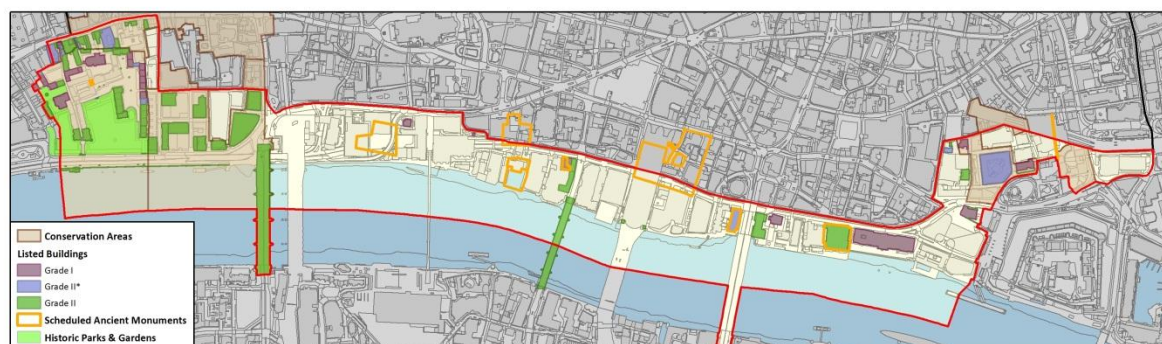 Conservation Areas
Listed Buildings
Grade I
Grade II*
Grade II
Scheduled Ancient Monuments
Historic Parks & Gardens